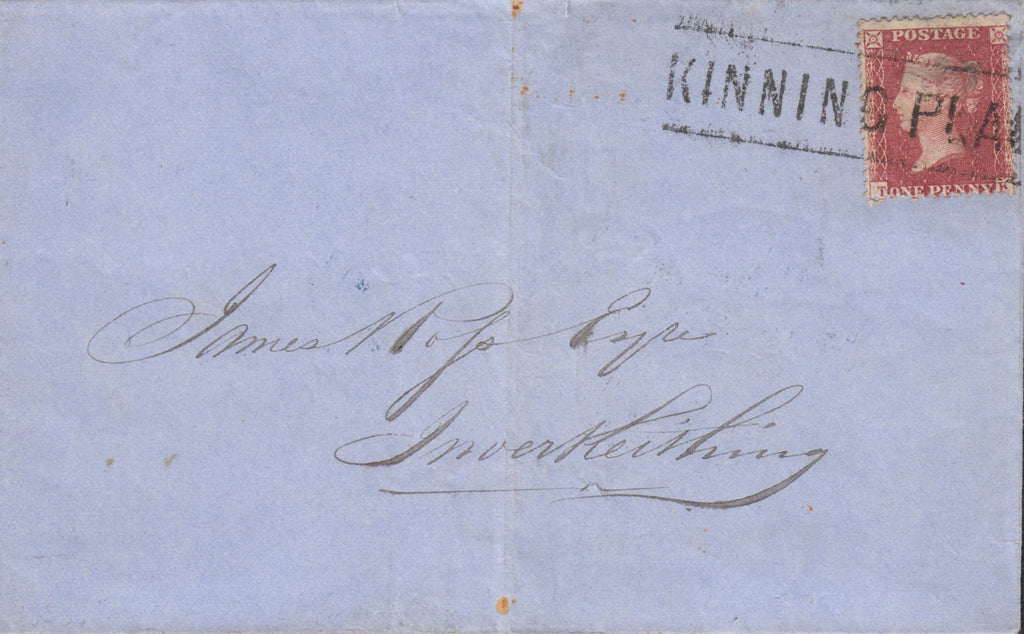 POSTAGE
KINNING PLA
T ONE PENNY K
James Ross Esqre
Inverkeithing